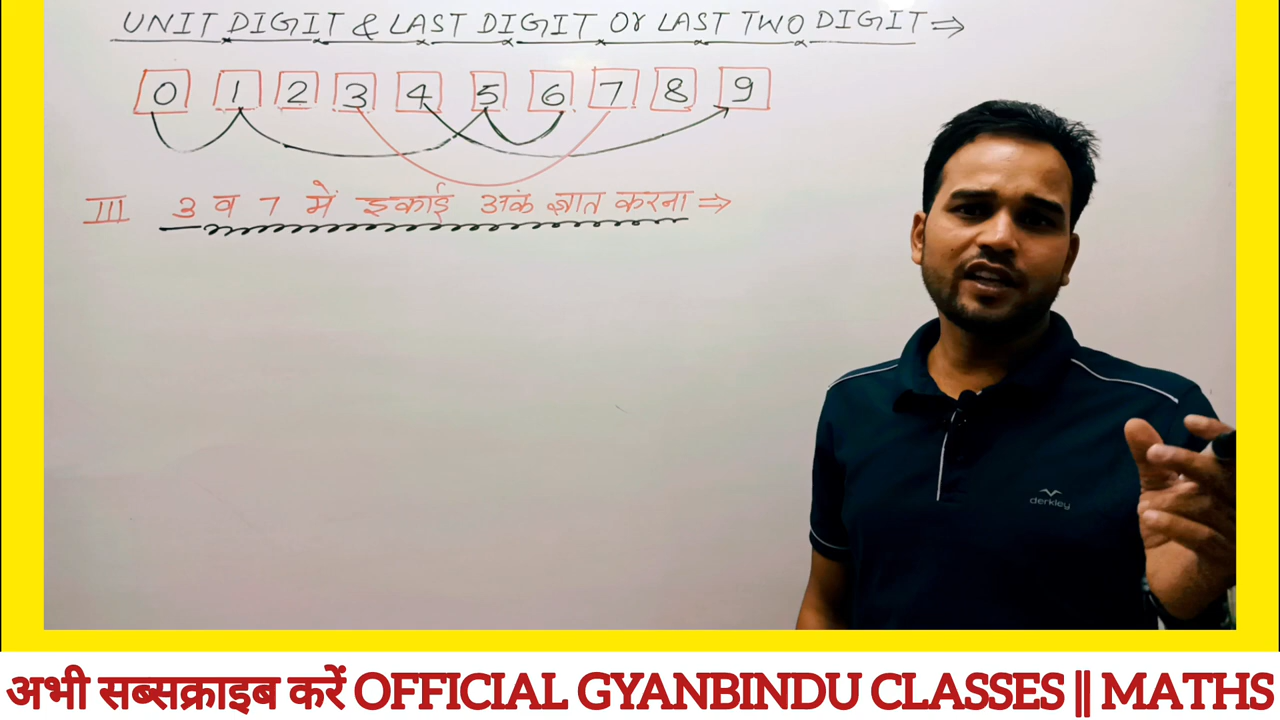 UNIT DIGIT & LAST DIGIT Or LAST TWO DIGIT ⇒
0 1 2 3 4 5 6 7 8 9
III 3 व 7 में इकाई अकं ज्ञात करना ⇒
derkley
अभी सब्सक्राइब करें OFFICIAL GYANBINDU CLASSES || MATHS